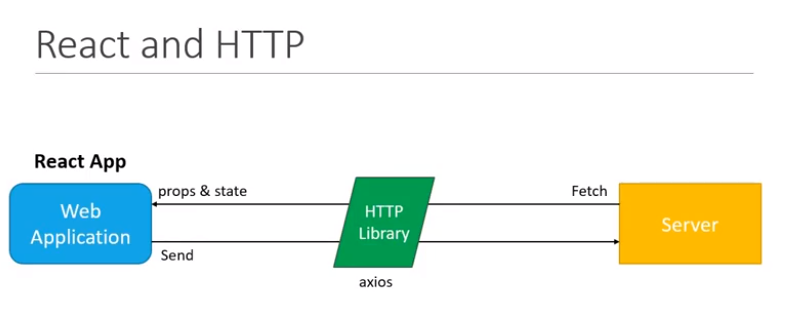 React and HTTP
React App
props & state
Fetch
Web
Application
HTTP
Library
Server
Send
axios